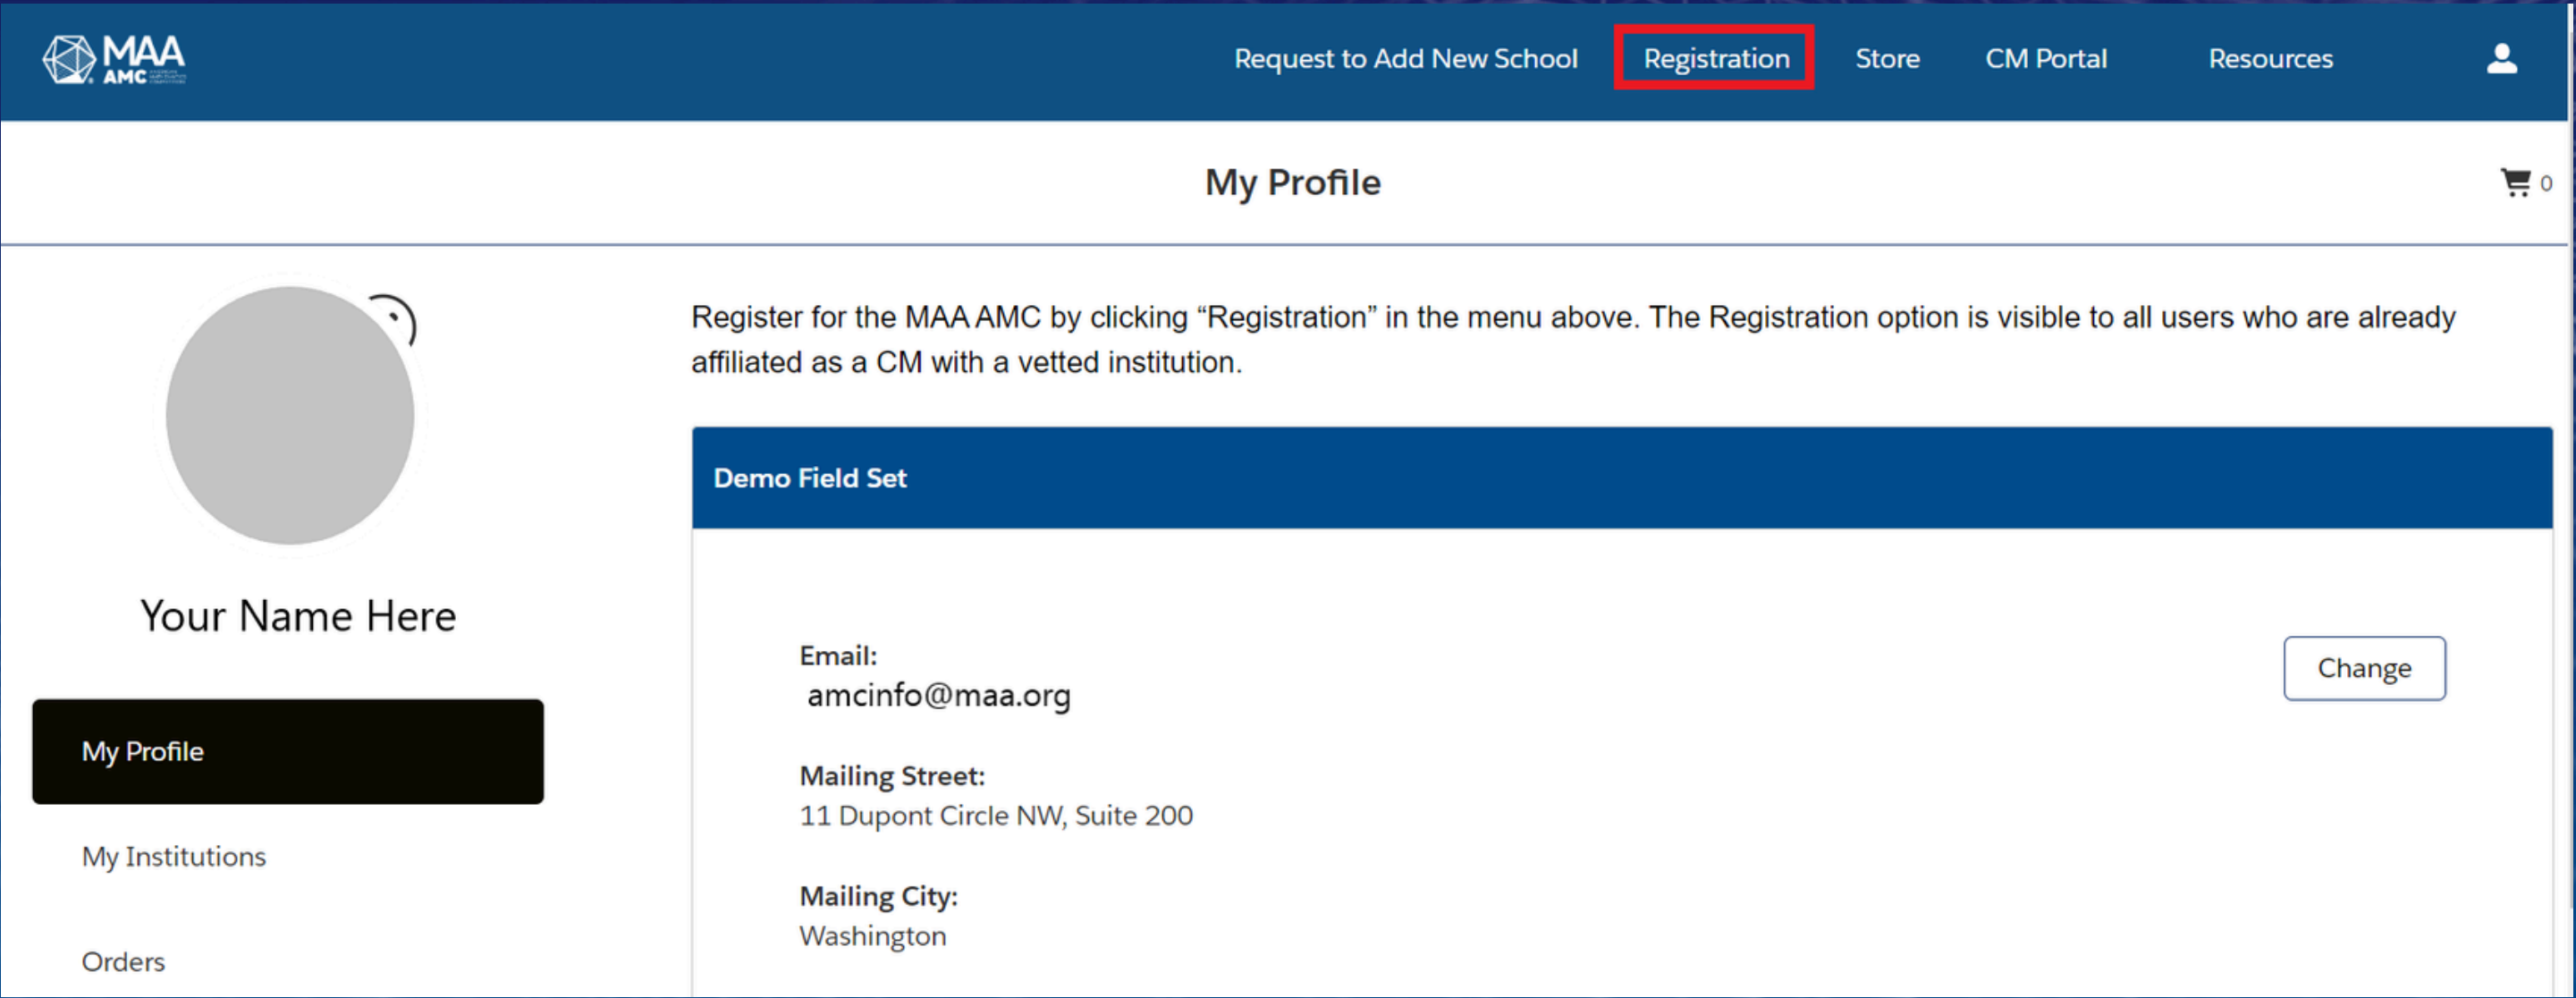 MAA
AMC
Request to Add New School
Registration
Store
CM Portal
Resources
My Profile
0
Register for the MAA AMC by clicking “Registration” in the menu above. The Registration option is visible to all users who are already
affiliated as a CM with a vetted institution.
Your Name Here
My Profile
My Institutions
Orders
Demo Field Set
Email:
amcinfo@maa.org
Change
Mailing Street:
11 Dupont Circle NW, Suite 200
Mailing City:
Washington